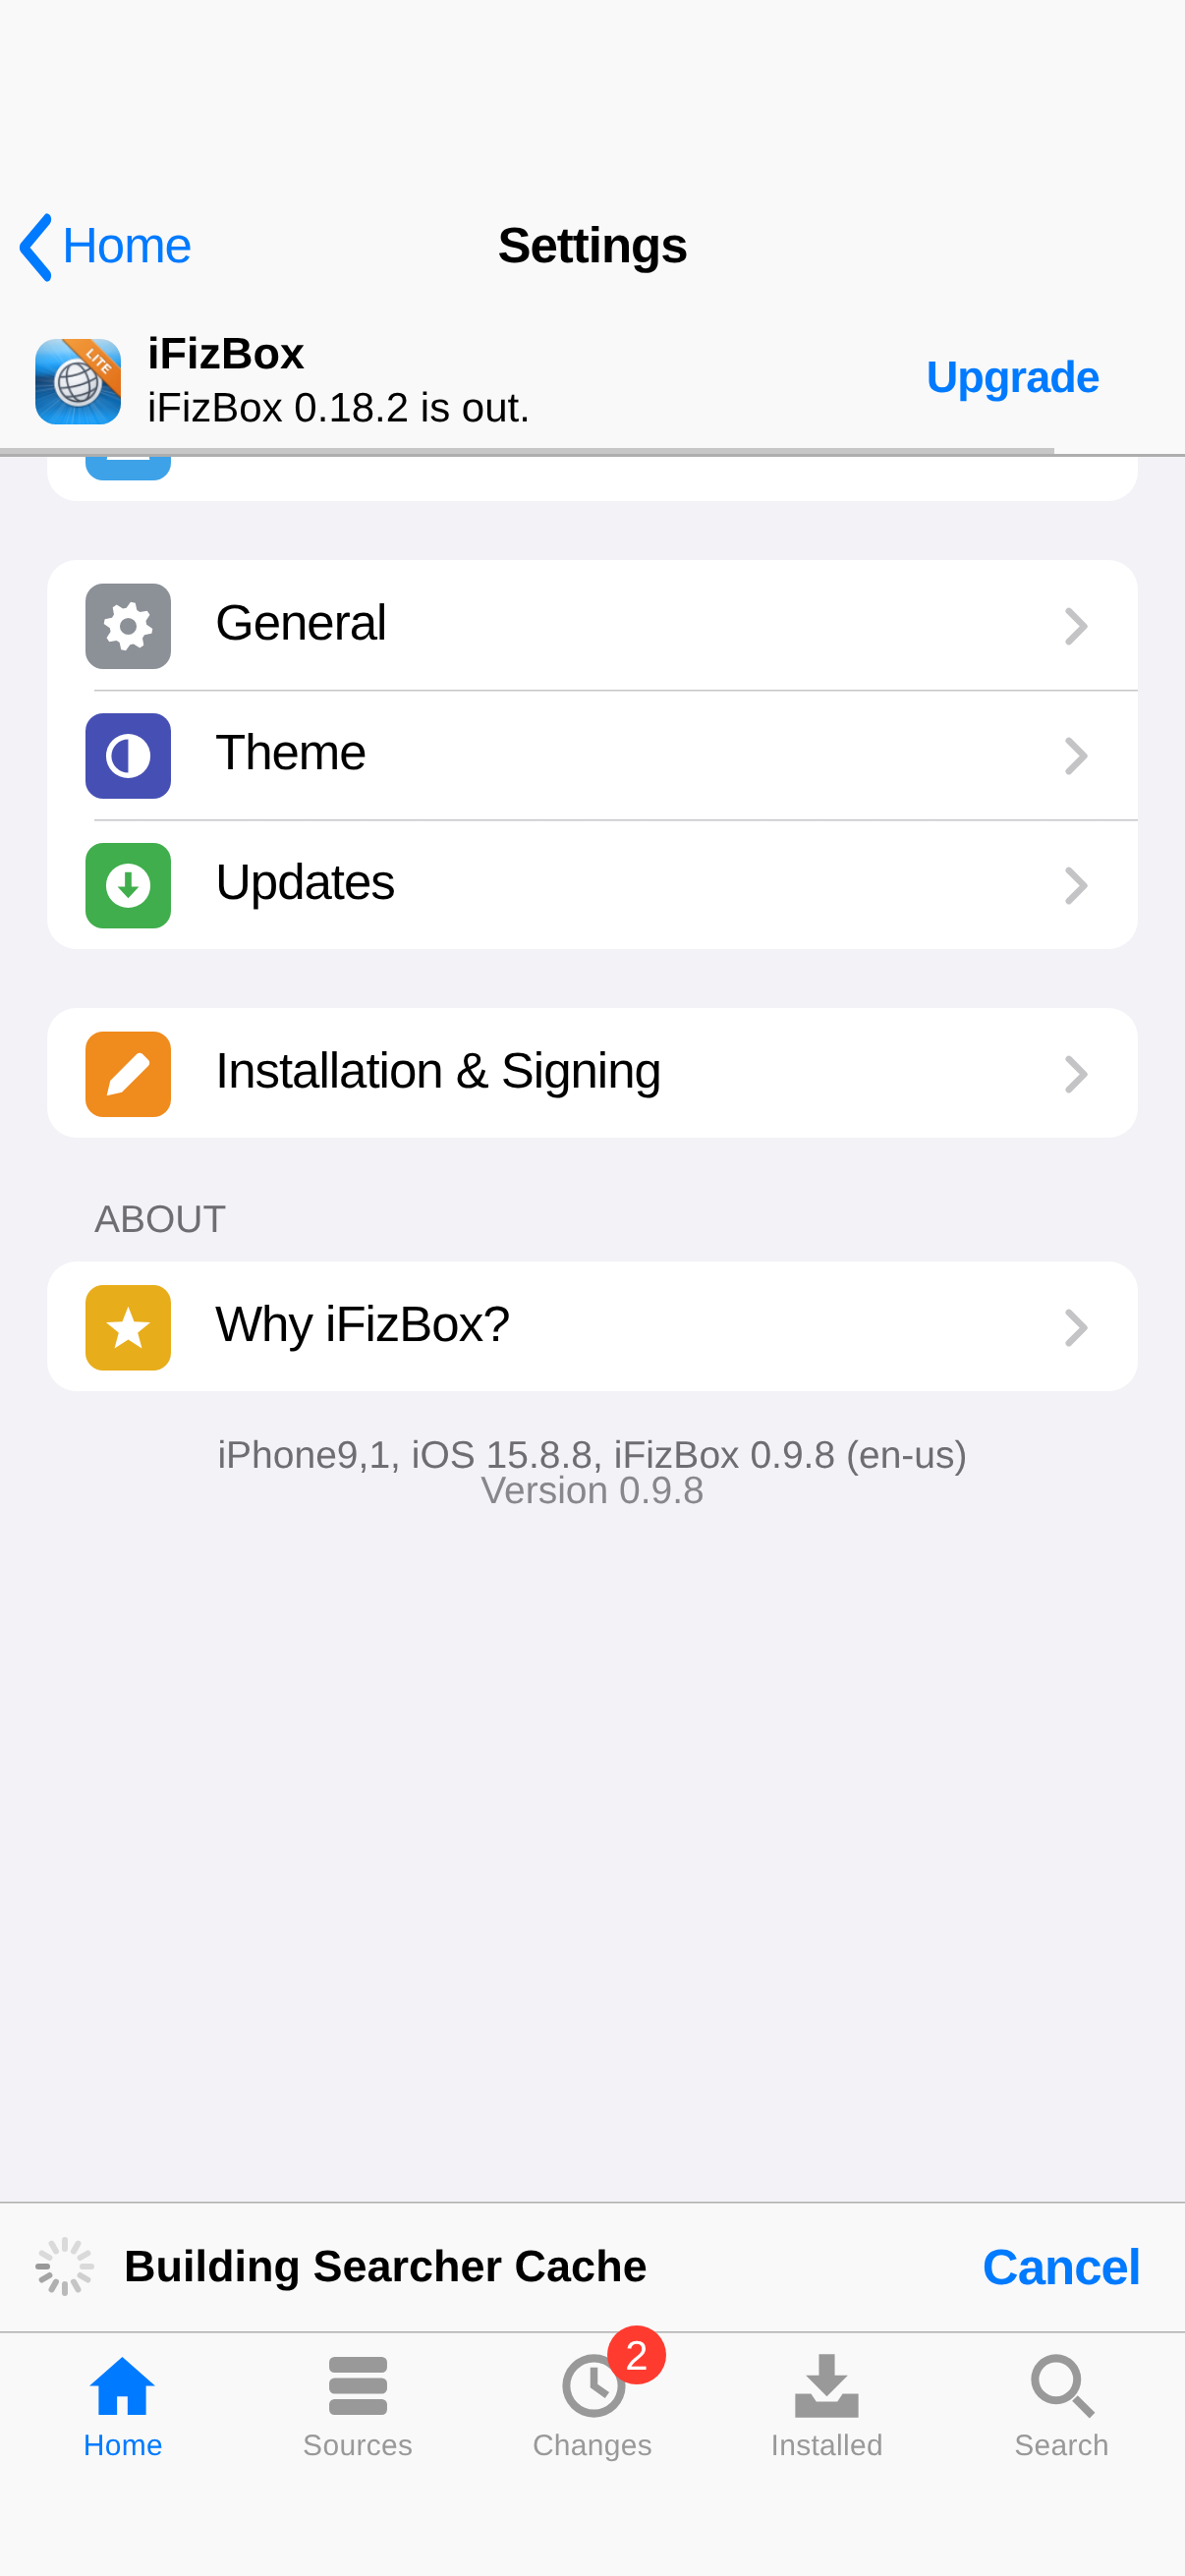 Home
Settings
LITE
iFizBox
iFizBox 0.18.2 is out.
Upgrade
General
Theme
Updates
Installation & Signing
ABOUT
Why iFizBox?
iPhone9,1, iOS 15.8.8, iFizBox 0.9.8 (en-us)
Version 0.9.8
Building Searcher Cache
Cancel
2
Home
Sources
Changes
Installed
Search